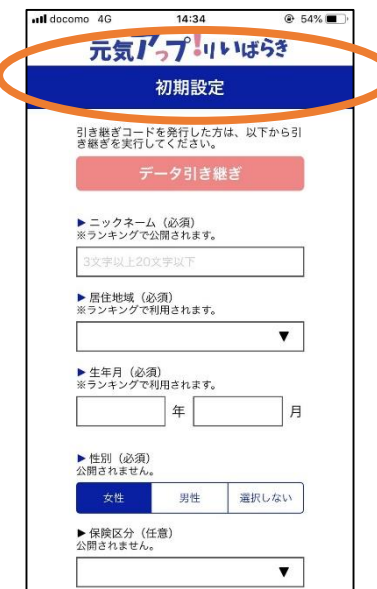 docomo 4G 14:34 54%
元気アっプ!りいばらき
初期設定
引き継ぎコードを発行した方は、以下から引
き継ぎを実行してください。
データ引き継ぎ
▶ ニックネーム（必須）
※ランキングで公開されます。
3文字以上20文字以下
▶ 居住地域（必須）
※ランキングで利用されます。
▼
▶ 生年月（必須）
※ランキングで利用されます。
年 月
▶ 性別（必須）
公開されません。
女性 男性 選択しない
▶ 保険区分（任意）
公開されません。
▼